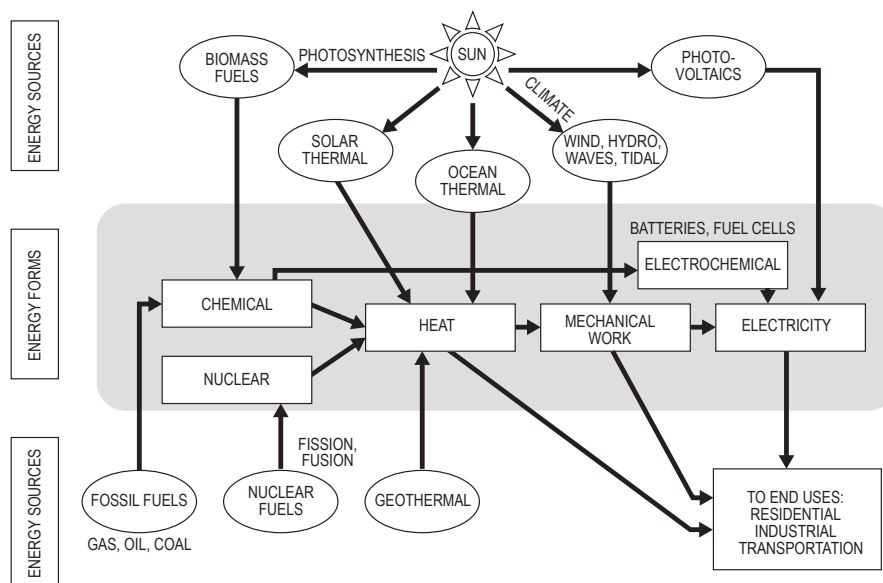 ENERGY SOURCES
BIOMASS
FUELS
PHOTOSYNTHESIS
SUN
PHOTO-
VOLTAICS
CLIMATE
SOLAR
THERMAL
OCEAN
THERMAL
WIND, HYDRO,
WAVES, TIDAL
ENERGY FORMS
BATTERIES, FUEL CELLS
ELECTROCHEMICAL
CHEMICAL
HEAT
MECHANICAL
WORK
ELECTRICITY
NUCLEAR
ENERGY SOURCES
FISSION,
FUSION
FOSSIL FUELS
GAS, OIL, COAL
NUCLEAR
FUELS
GEOTHERMAL
TO END USES:
RESIDENTIAL
INDUSTRIAL
TRANSPORTATION